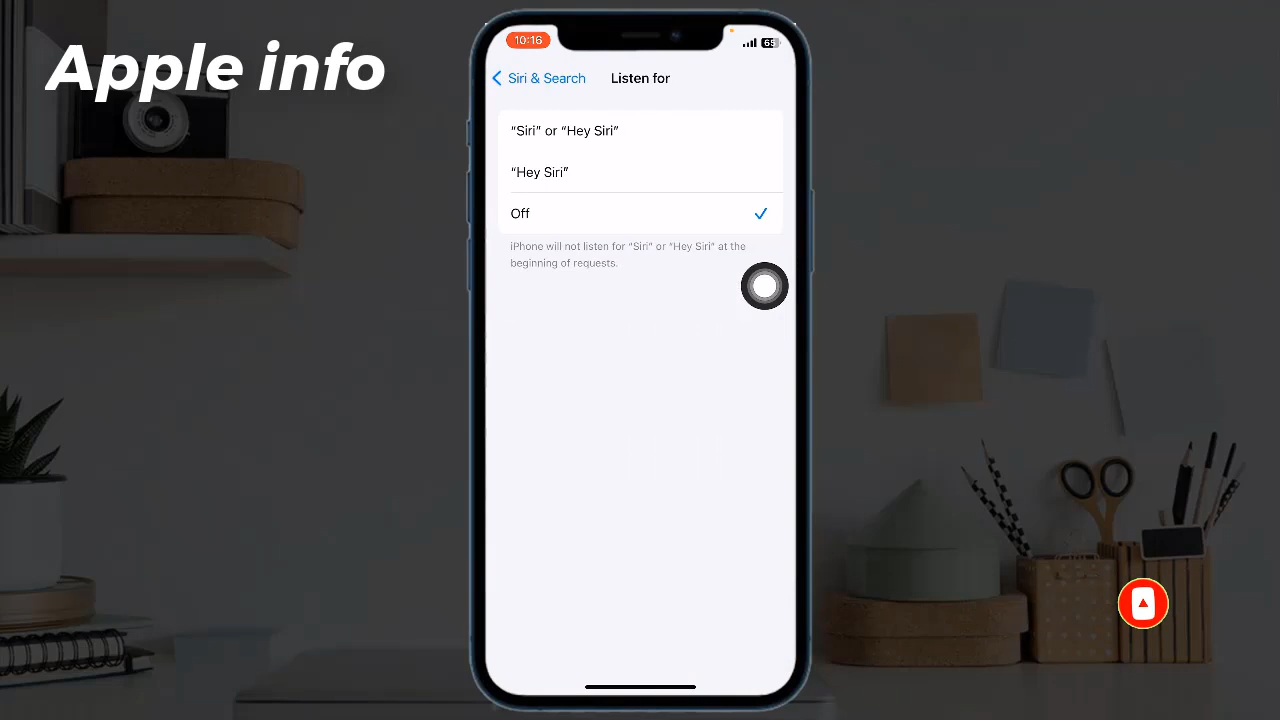 Apple info
10:16
65
Siri & Search
Listen for
“Siri” or “Hey Siri”
“Hey Siri”
Off
iPhone will not listen for “Siri” or “Hey Siri” at the
beginning of requests.